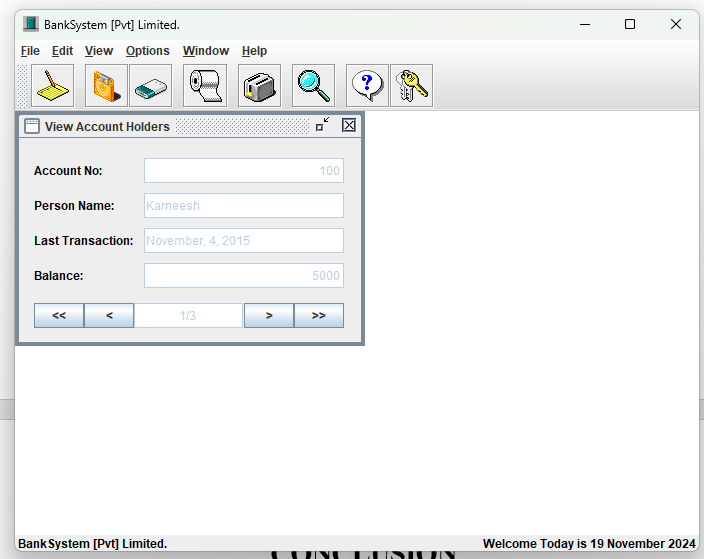 BankSystem [Pvt] Limited.
File Edit View Options Window Help
?
View Account Holders
Account No: 100
Person Name: Karneesh
Last Transaction: November, 4, 2015
Balance: 5000
<< < 1/3 > >>
BankSystem [Pvt] Limited. Welcome Today is 19 November 2024
CONCLUSION